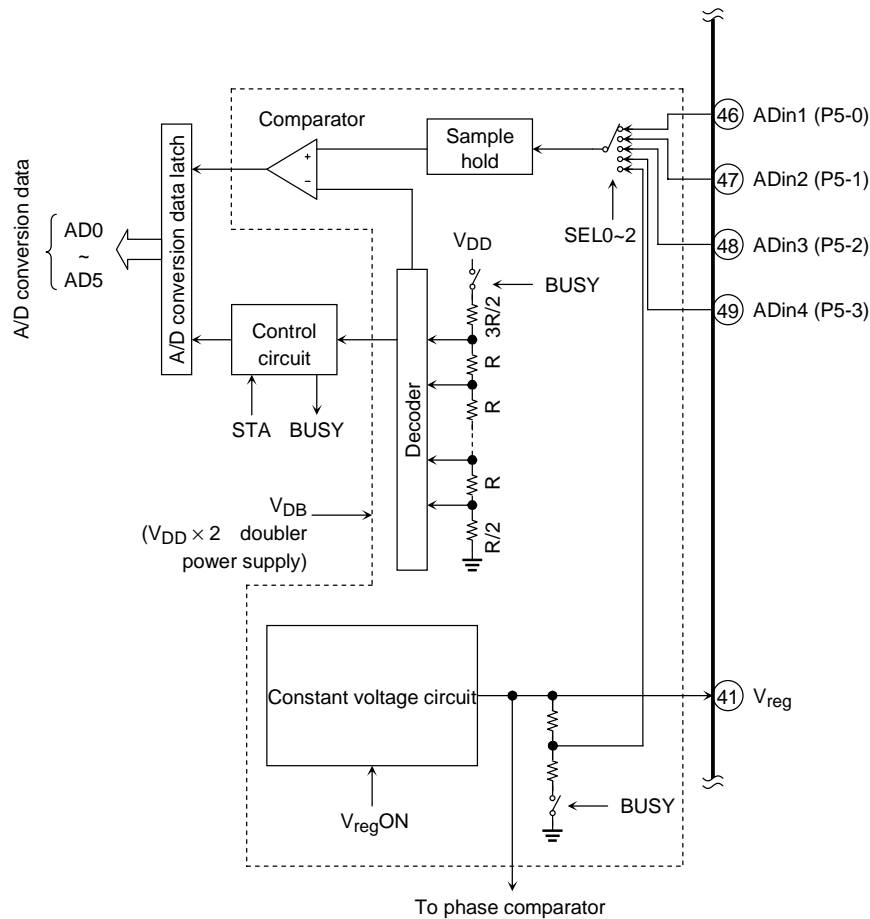 46 ADin1 (P5-0)
47 ADin2 (P5-1)
48 ADin3 (P5-2)
49 ADin4 (P5-3)
Comparator
+
−
Sample
hold
SEL0~2
A/D conversion data
AD0
~
AD5
A/D conversion data latch
VDD
BUSY
3R/2
R
R
R
R/2
Control
circuit
STA BUSY
Decoder
VDB
(VDD × 2 doubler
power supply)
Constant voltage circuit
41 Vreg
VregON
BUSY
To phase comparator